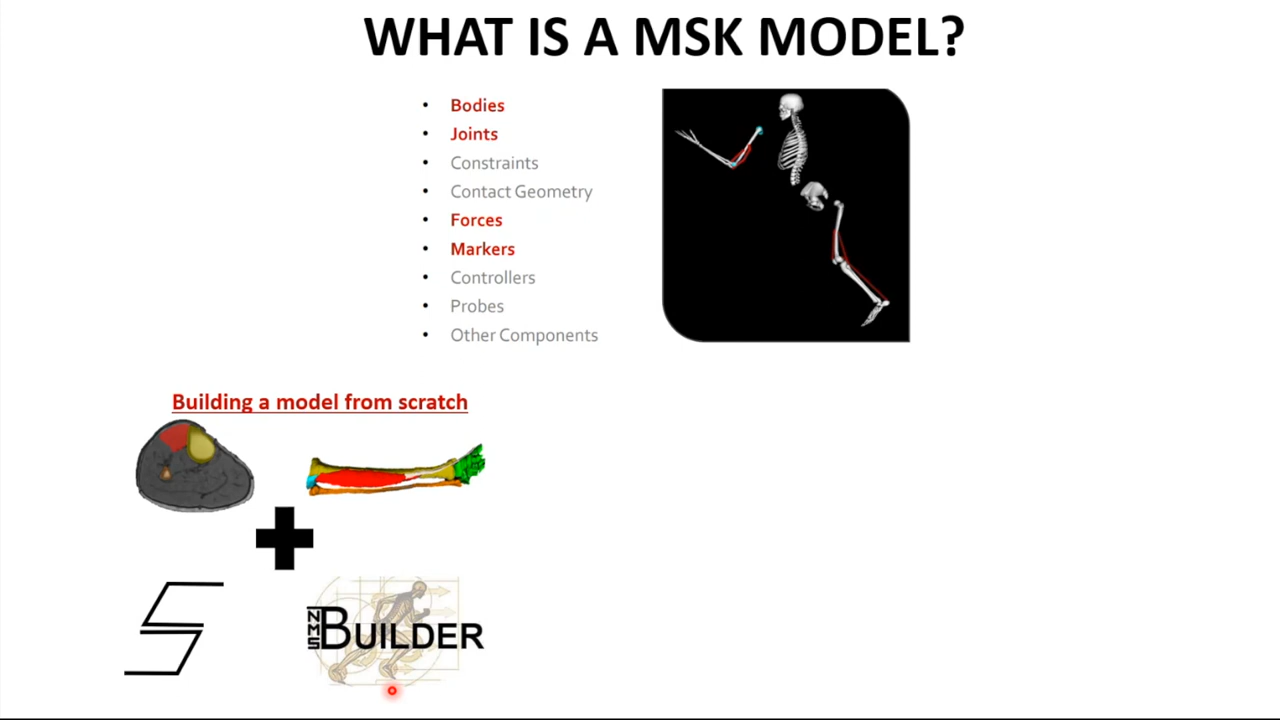 WHAT IS A MSK MODEL?
• Bodies
• Joints
• Constraints
• Contact Geometry
• Forces
• Markers
• Controllers
• Probes
• Other Components
Building a model from scratch
S
NMS BUILDER